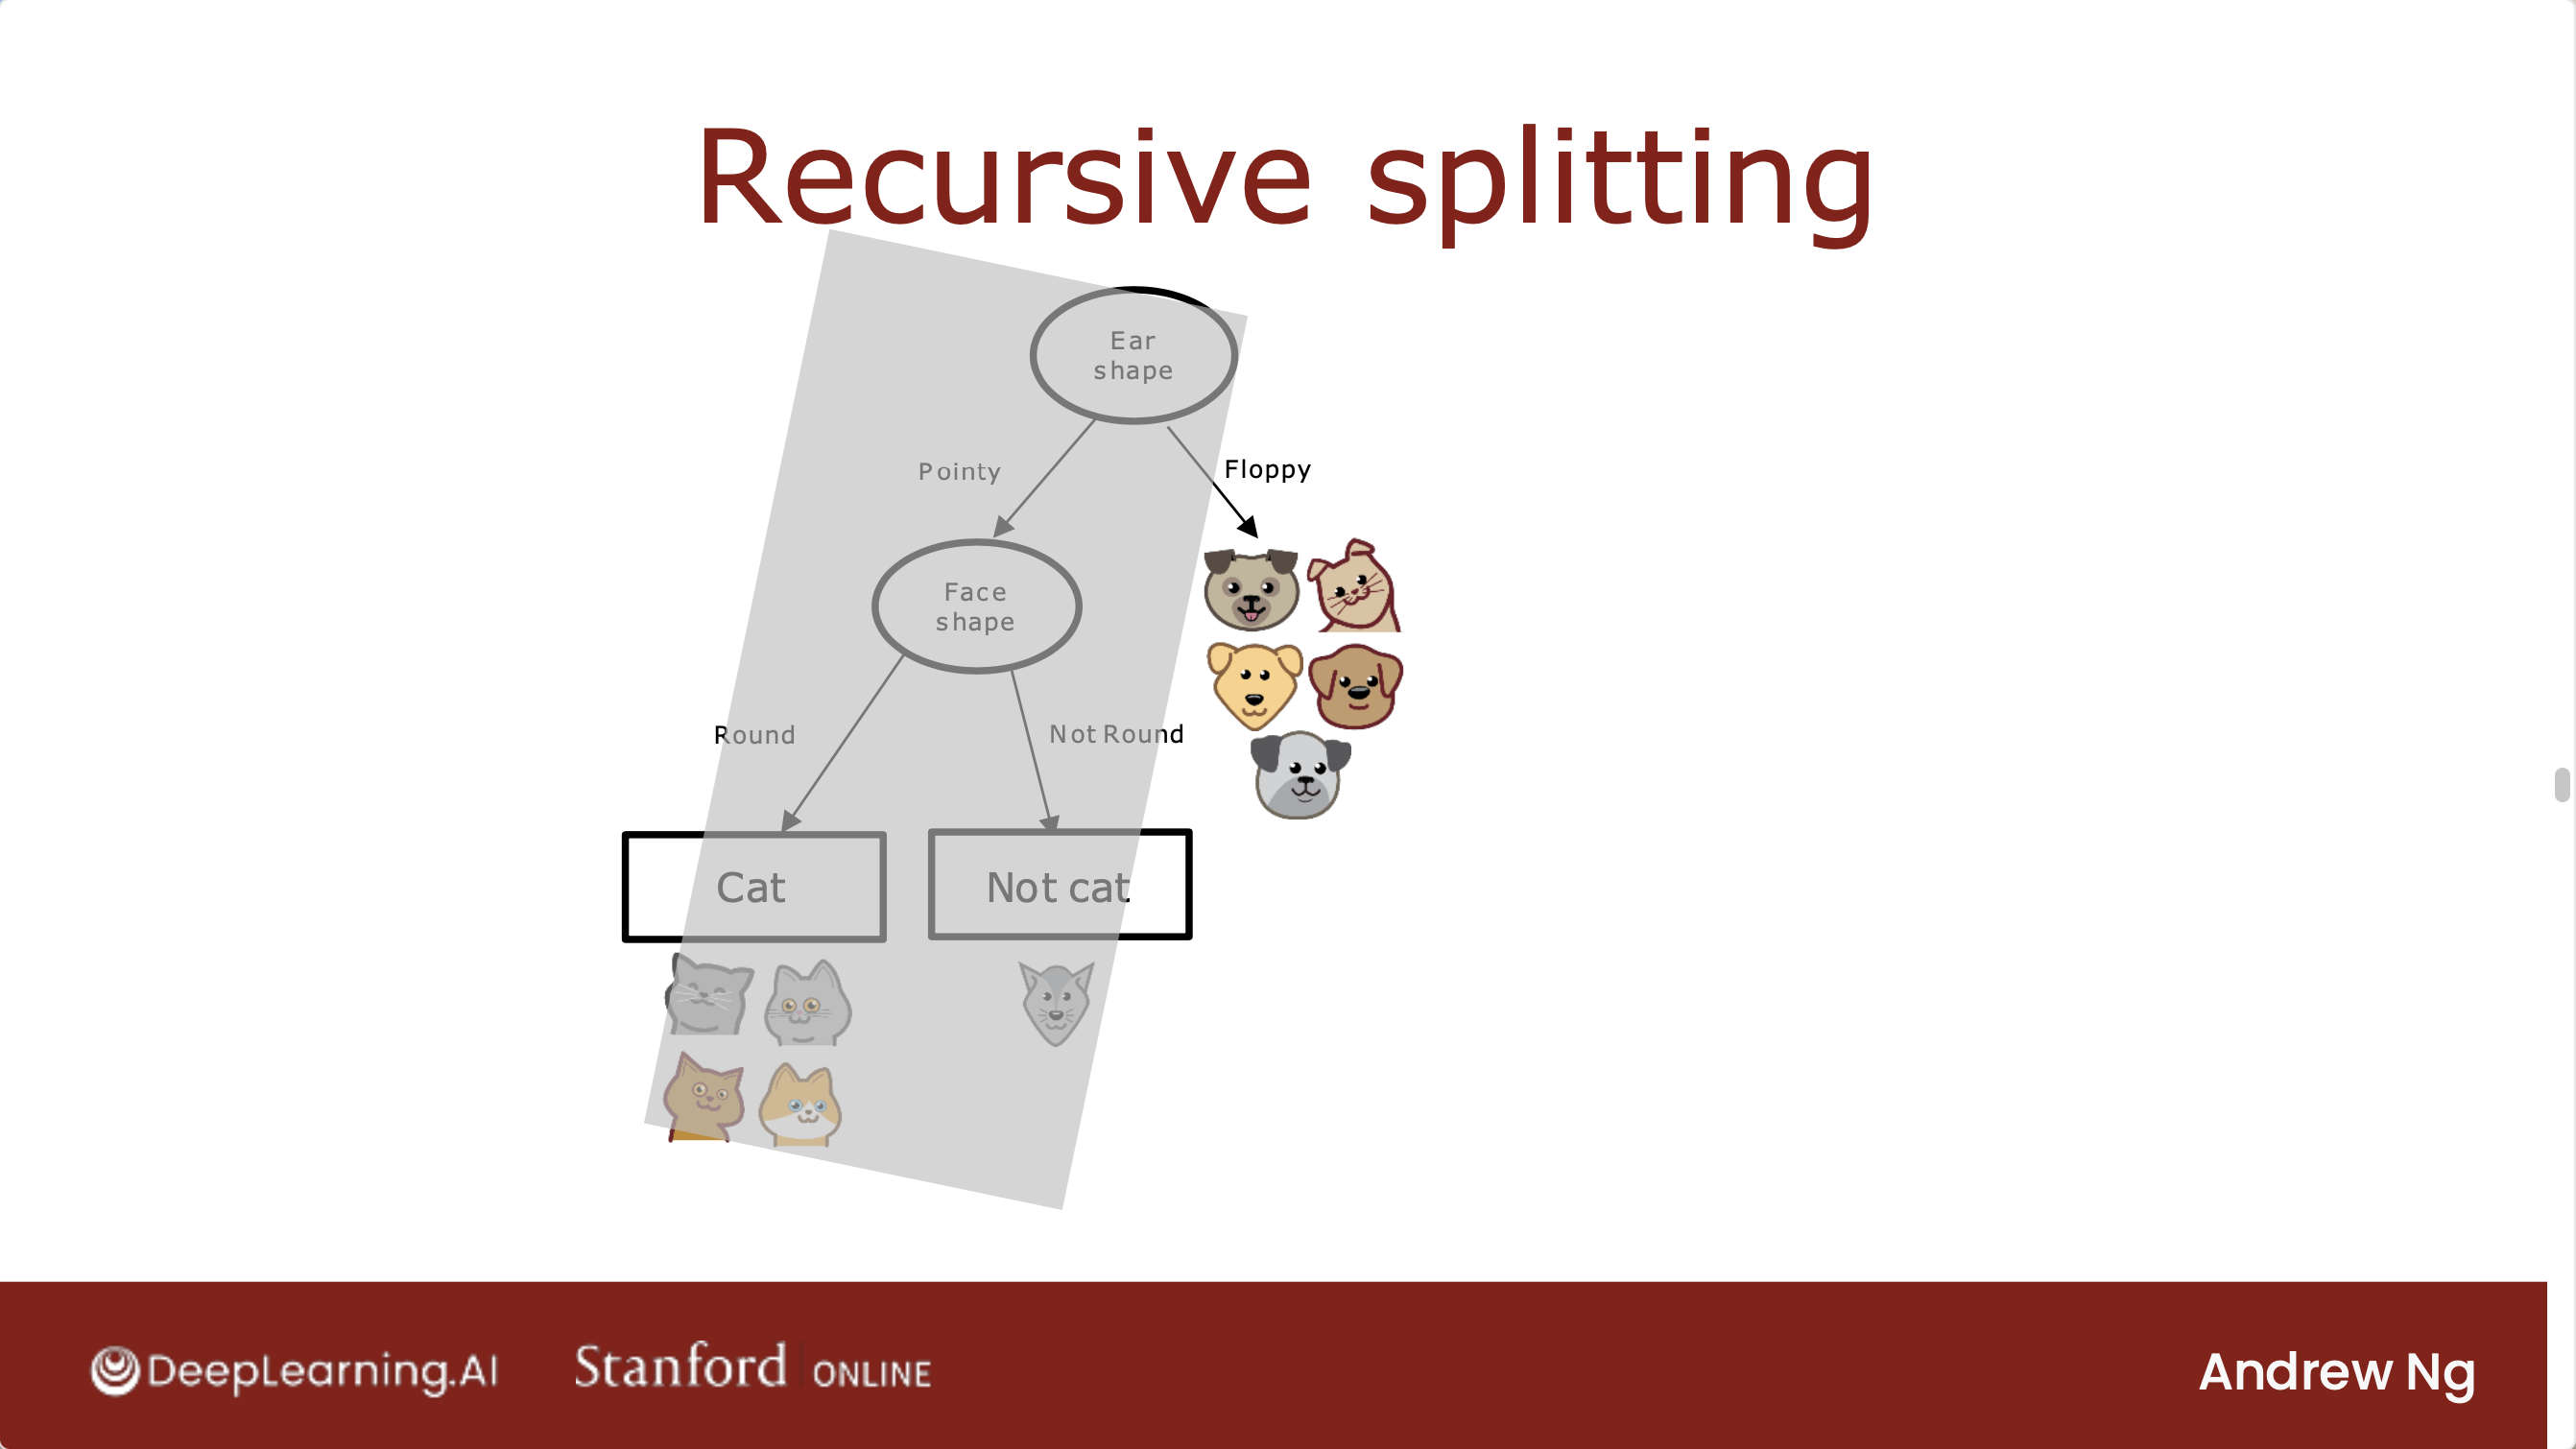 Recursive splitting
Ear
shape
Pointy
Floppy
Face
shape
Round
Not Round
Cat
Not cat
DeepLearning.AI
Stanford ONLINE
Andrew Ng